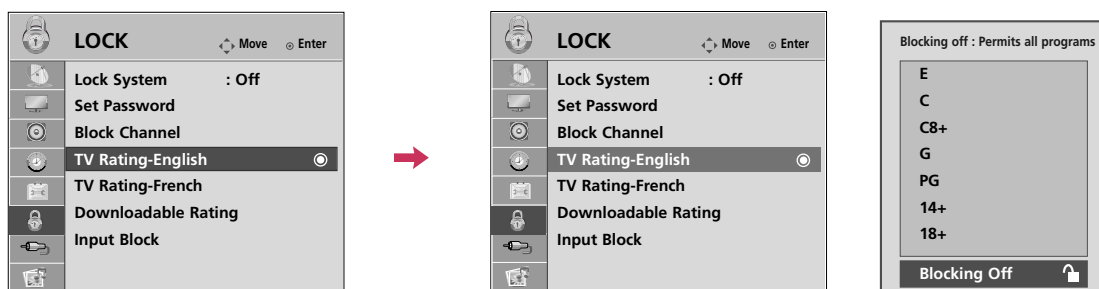 LOCK
Move Enter
Lock System : Off
Set Password
Block Channel
TV Rating-English
TV Rating-French
Downloadable Rating
Input Block
LOCK
Move Enter
Lock System : Off
Set Password
Block Channel
TV Rating-English
TV Rating-French
Downloadable Rating
Input Block
Blocking off : Permits all programs
E
C
C8+
G
PG
14+
18+
Blocking Off